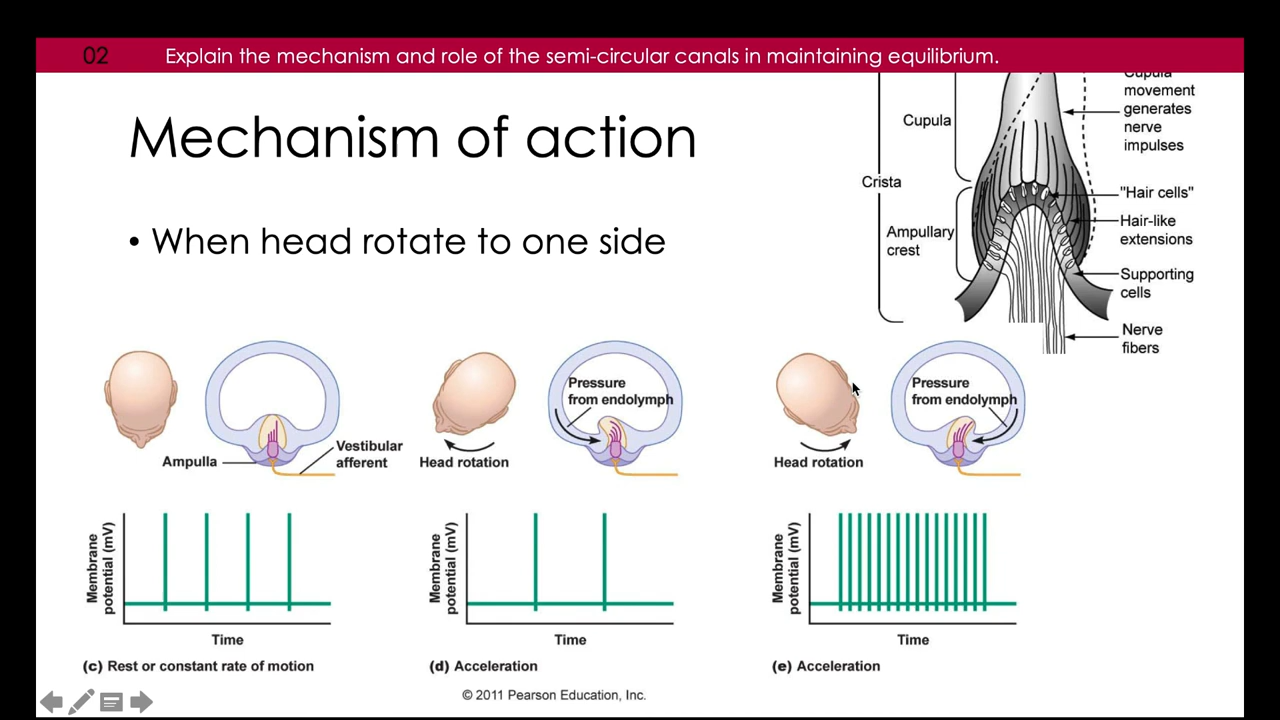 02
Explain the mechanism and role of the semi-circular canals in maintaining equilibrium.
Mechanism of action
• When head rotate to one side
Crista
Cupula
Ampullary
crest
Cupula
movement
generates
nerve
impulses
"Hair cells"
Hair-like
extensions
Supporting
cells
Nerve
fibers
Ampulla
Vestibular
afferent
Head rotation
Pressure
from endolymph
Head rotation
Pressure
from endolymph
Membrane
potential (mV)
Time
(c) Rest or constant rate of motion
Membrane
potential (mV)
Time
(d) Acceleration
Membrane
potential (mV)
Time
(e) Acceleration
© 2011 Pearson Education, Inc.